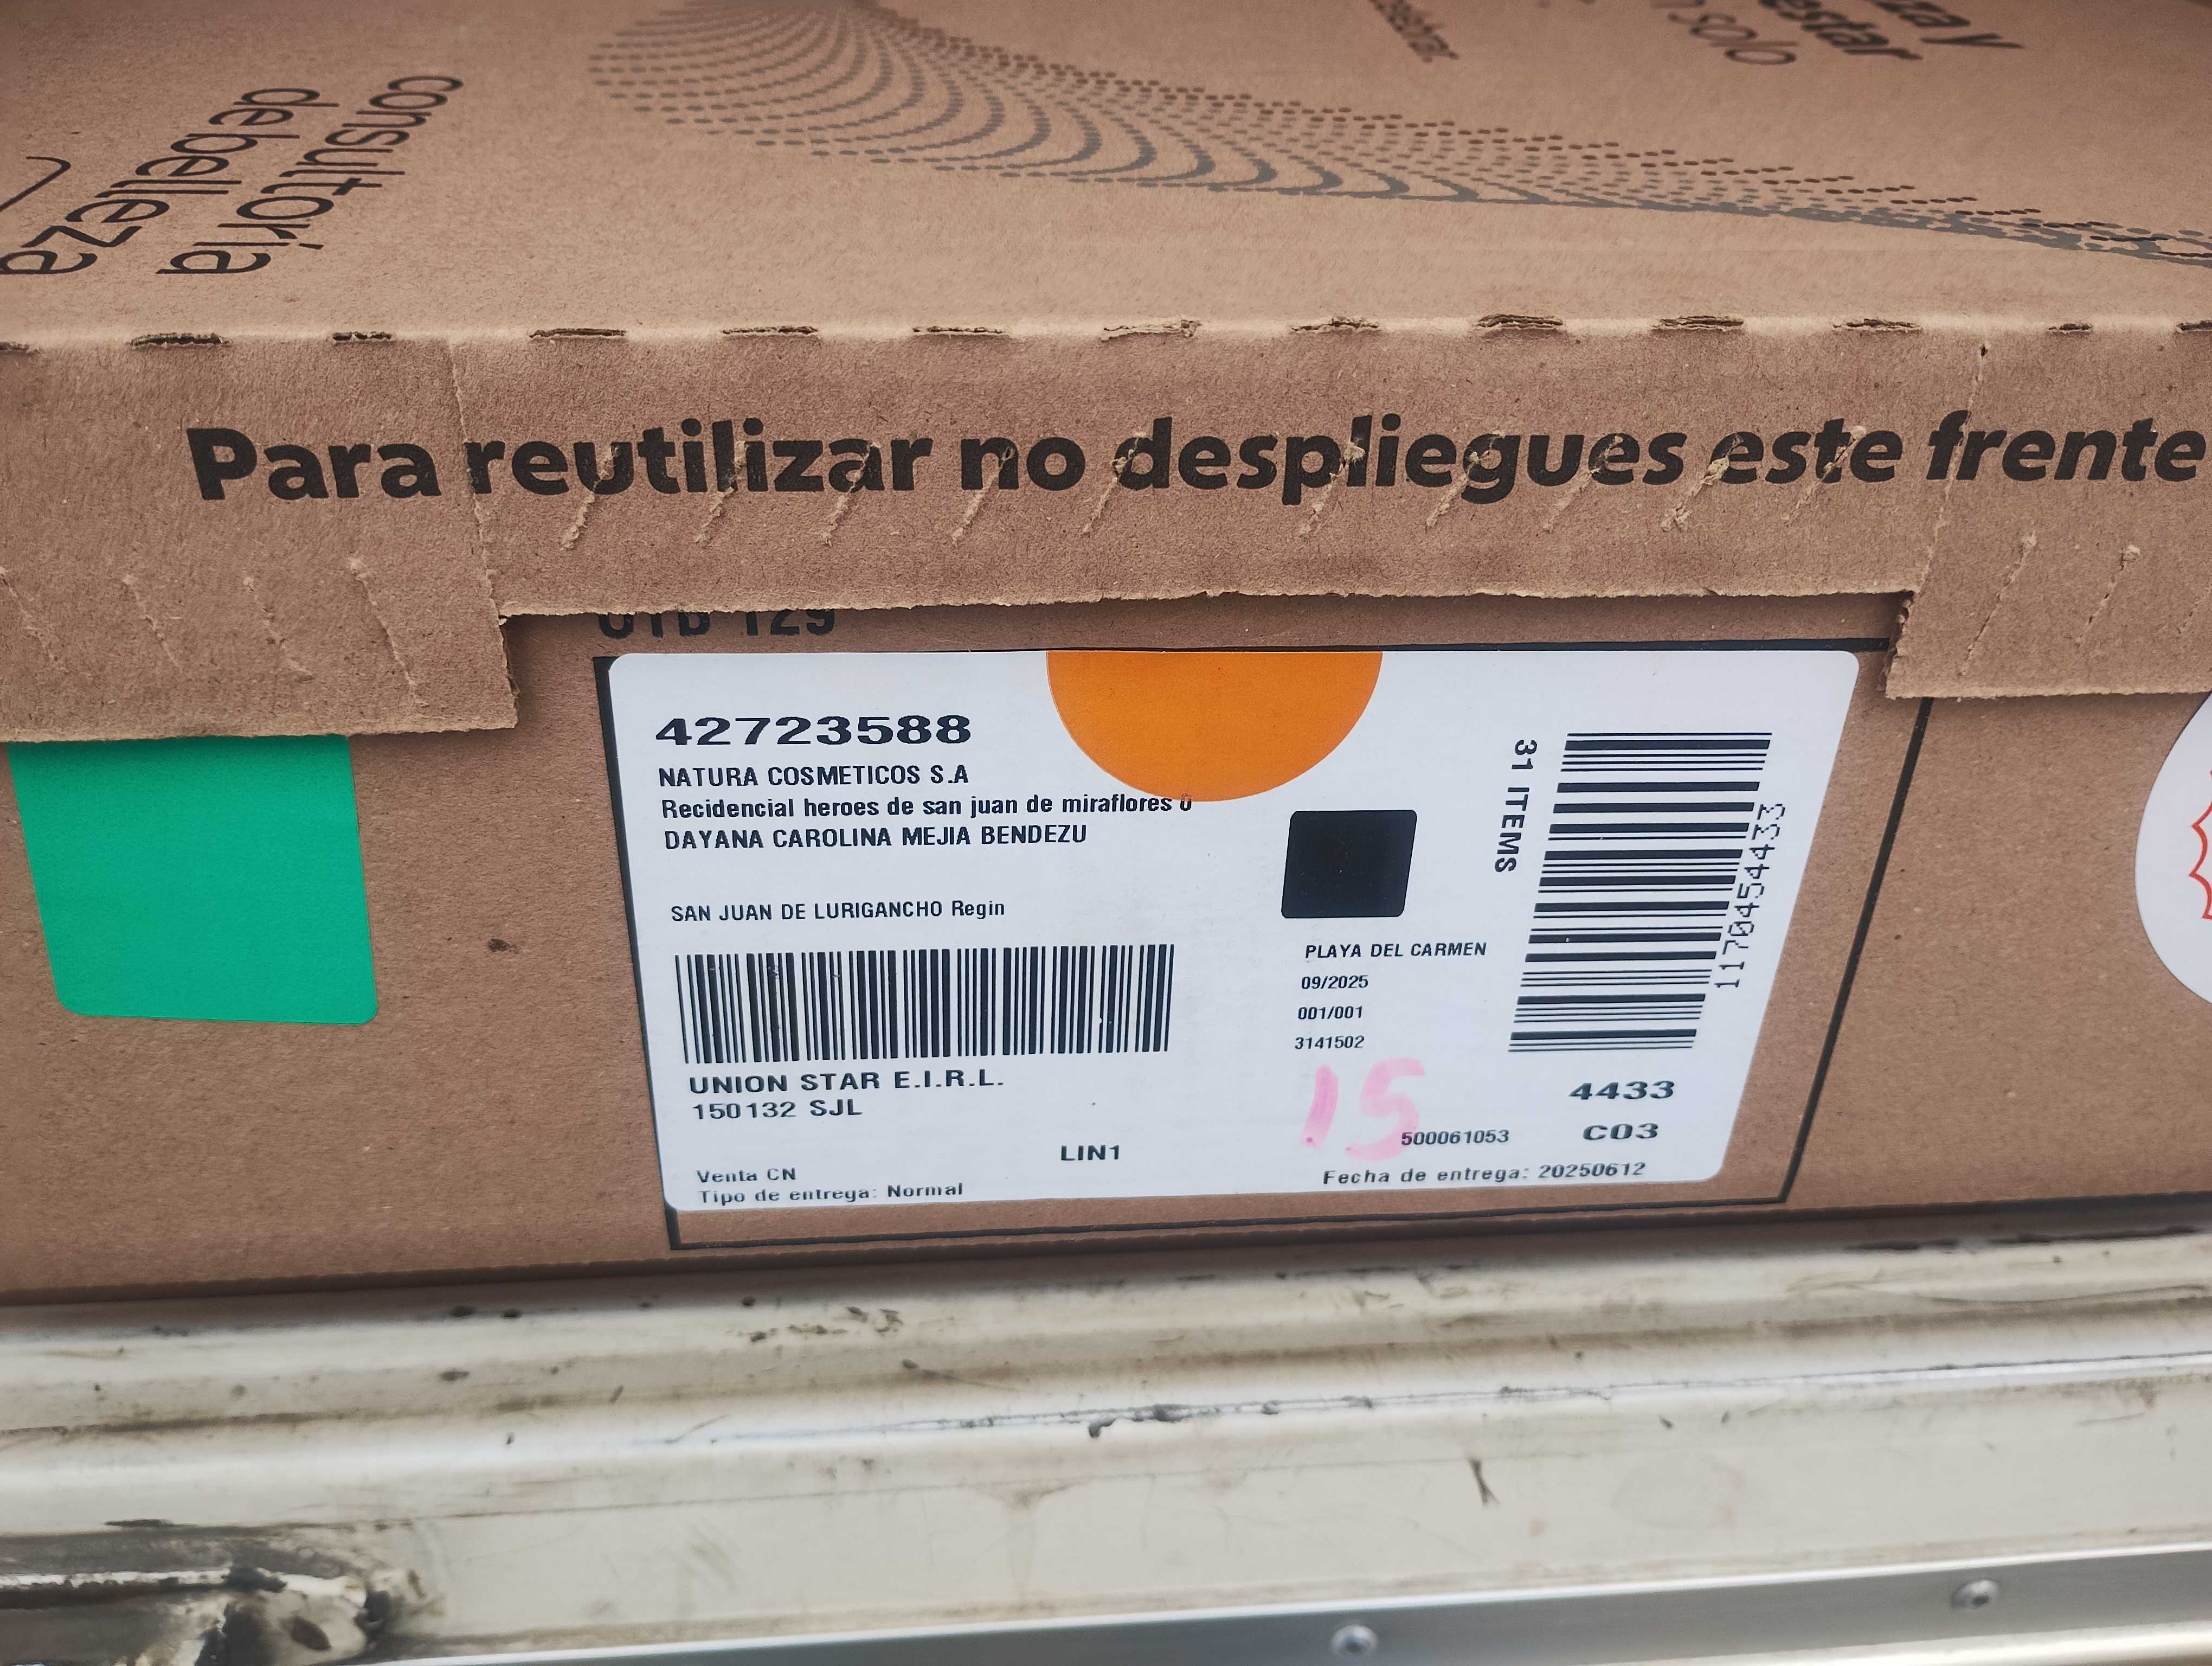 consultoría
de belleza
solo
Para reutilizar no despliegues este frente
42723588
NATURA COSMETICOS S.A
Recidencial heroes de san juan de miraflores 0
DAYANA CAROLINA MEJIA BENDEZU
SAN JUAN DE LURIGANCHO Regin
UNION STAR E.I.R.L.
150132 SJL
LIN1
Venta CN
Tipo de entrega: Normal
31 ITEMS
11704544333
PLAYA DEL CARMEN
09/2025
001/001
3141502
15
4433
500061053
C03
Fecha de entrega: 20250612